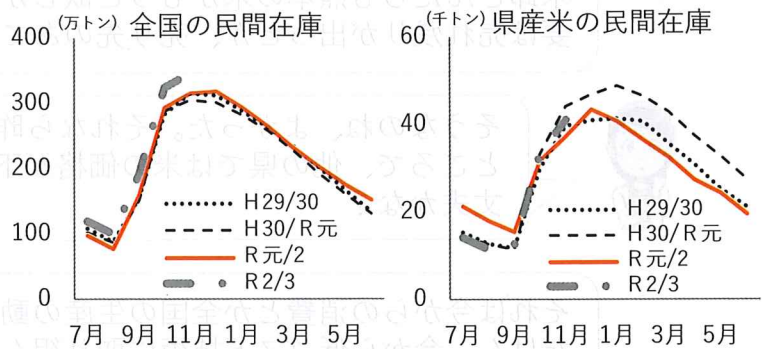 (万トン) 全国の民間在庫
400
300
200
100
0
7月 9月 11月 1月 3月 5月
H29/30
H30/R元
R元/2
R2/3
(千トン) 県産米の民間在庫
60
40
20
0
7月 9月 11月 1月 3月 5月
H29/30
H30/R元
R元/2
R2/3